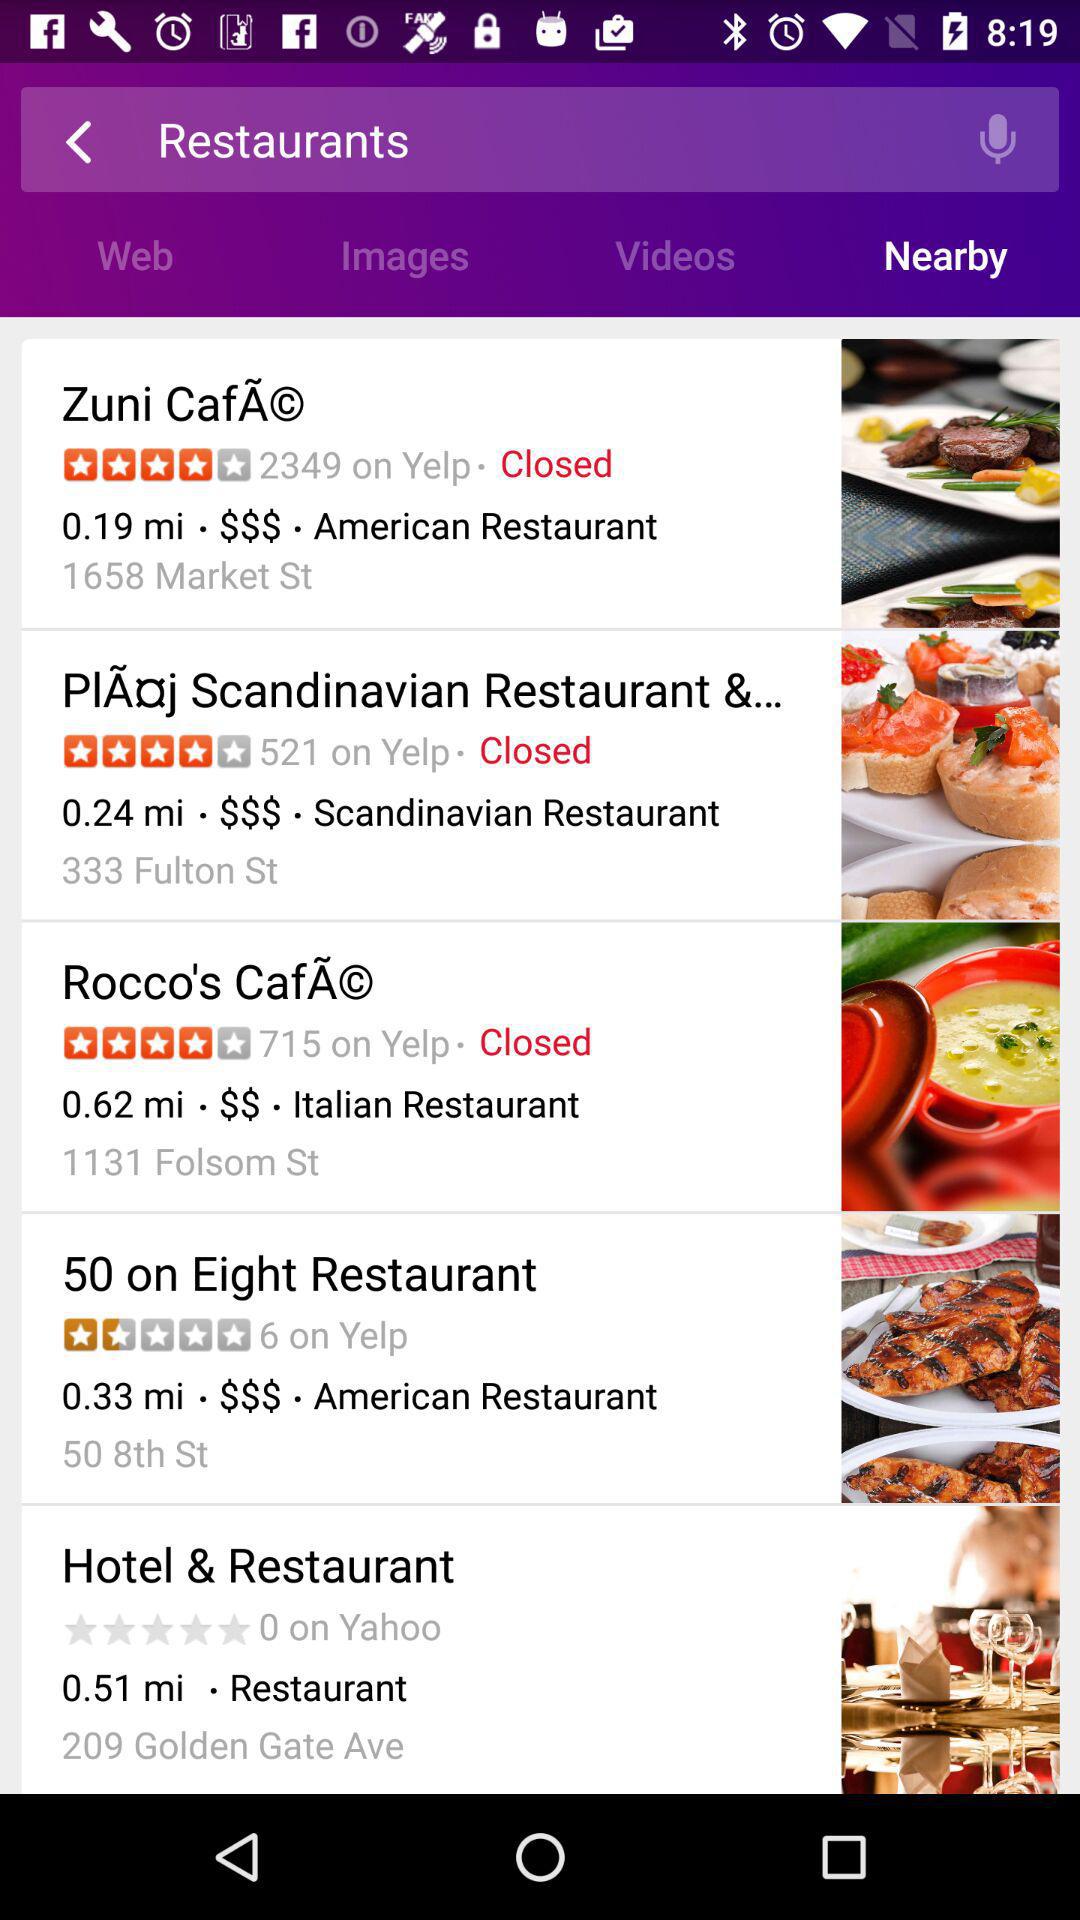 FAKE
8:19
Restaurants
Web Images Videos Nearby
Zuni CafÃ©
2349 on Yelp · Closed
0.19 mi · $$$ · American Restaurant
1658 Market St
PlÃ¤j Scandinavian Restaurant &...
521 on Yelp · Closed
0.24 mi · $$$ · Scandinavian Restaurant
333 Fulton St
Rocco's CafÃ©
715 on Yelp · Closed
0.62 mi · $$ · Italian Restaurant
1131 Folsom St
50 on Eight Restaurant
6 on Yelp
0.33 mi · $$$ · American Restaurant
50 8th St
Hotel & Restaurant
0 on Yahoo
0.51 mi · Restaurant
209 Golden Gate Ave